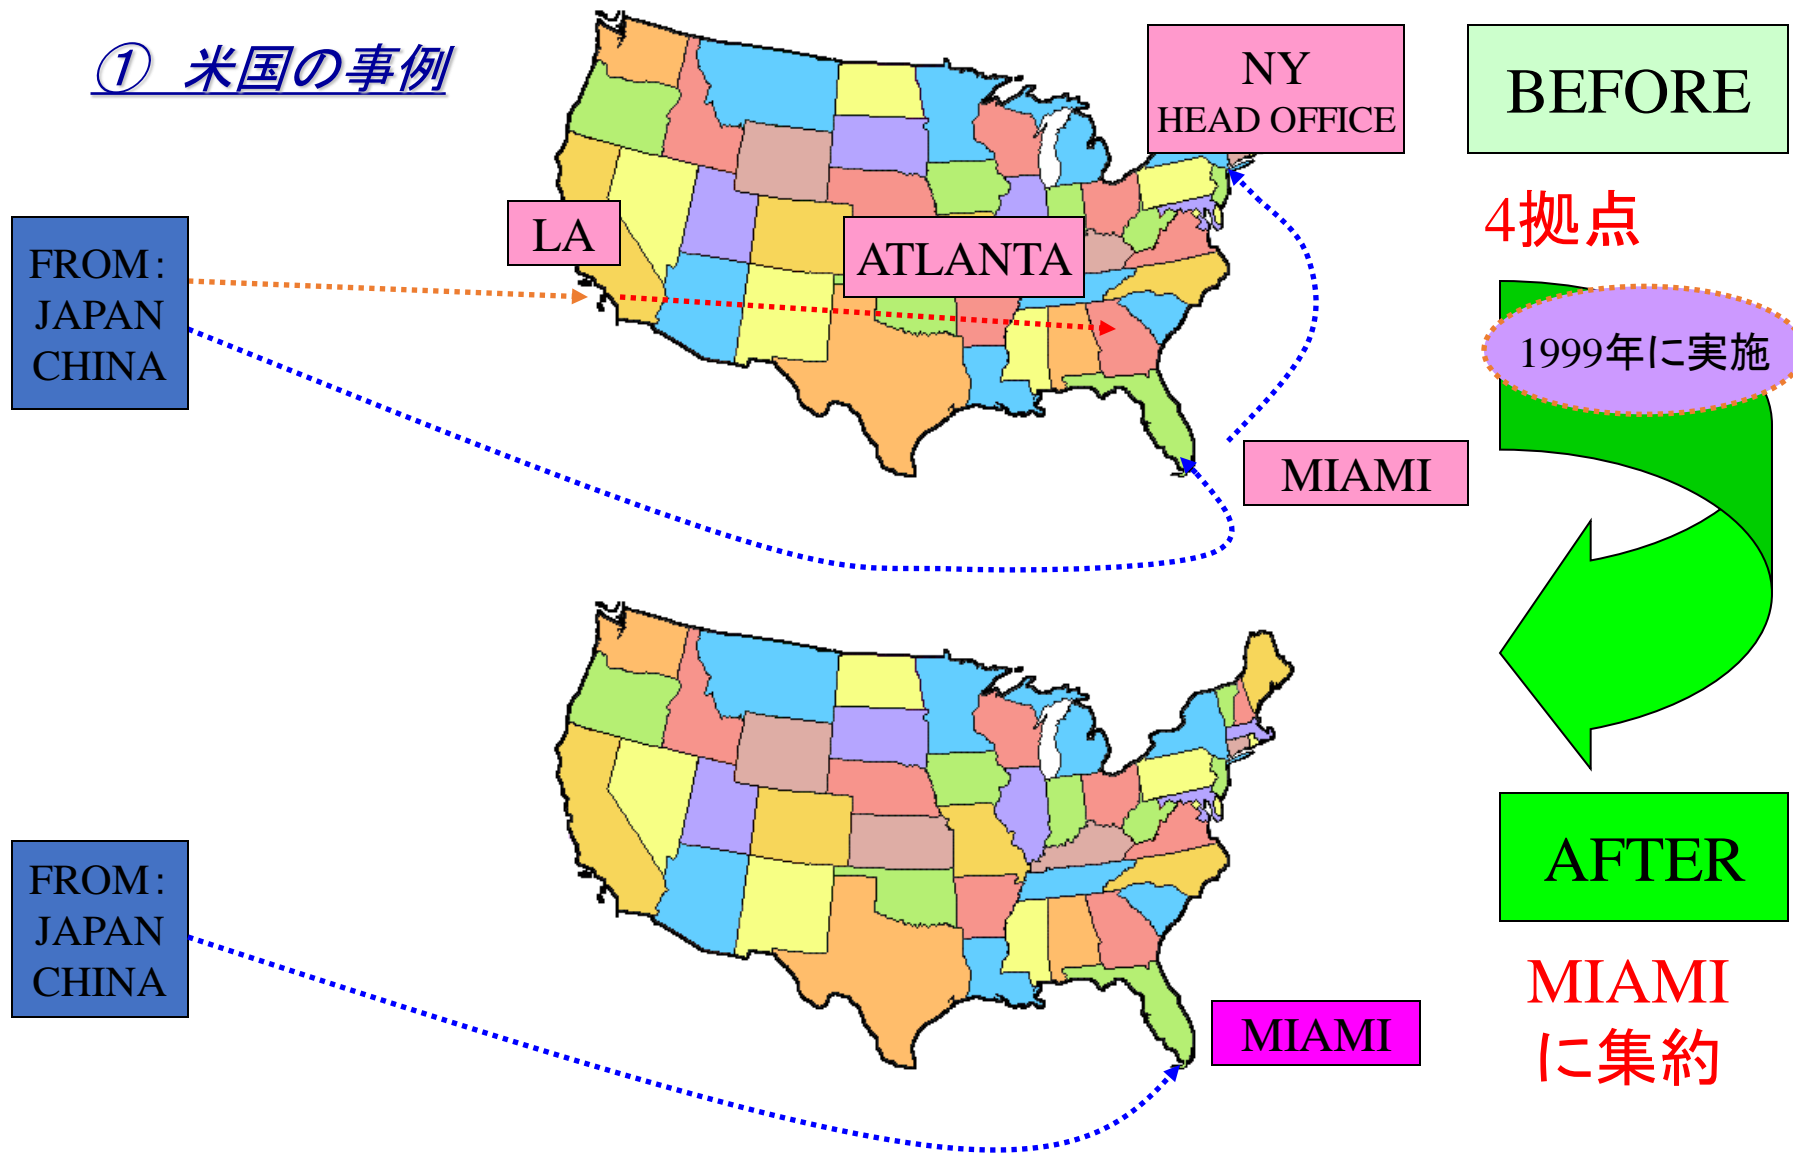 ① 米国の事例
NY
HEAD OFFICE
BEFORE
4拠点
LA
ATLANTA
FROM:
JAPAN
CHINA
1999年に実施
MIAMI
FROM:
JAPAN
CHINA
AFTER
MIAMI
MIAMI
に集約